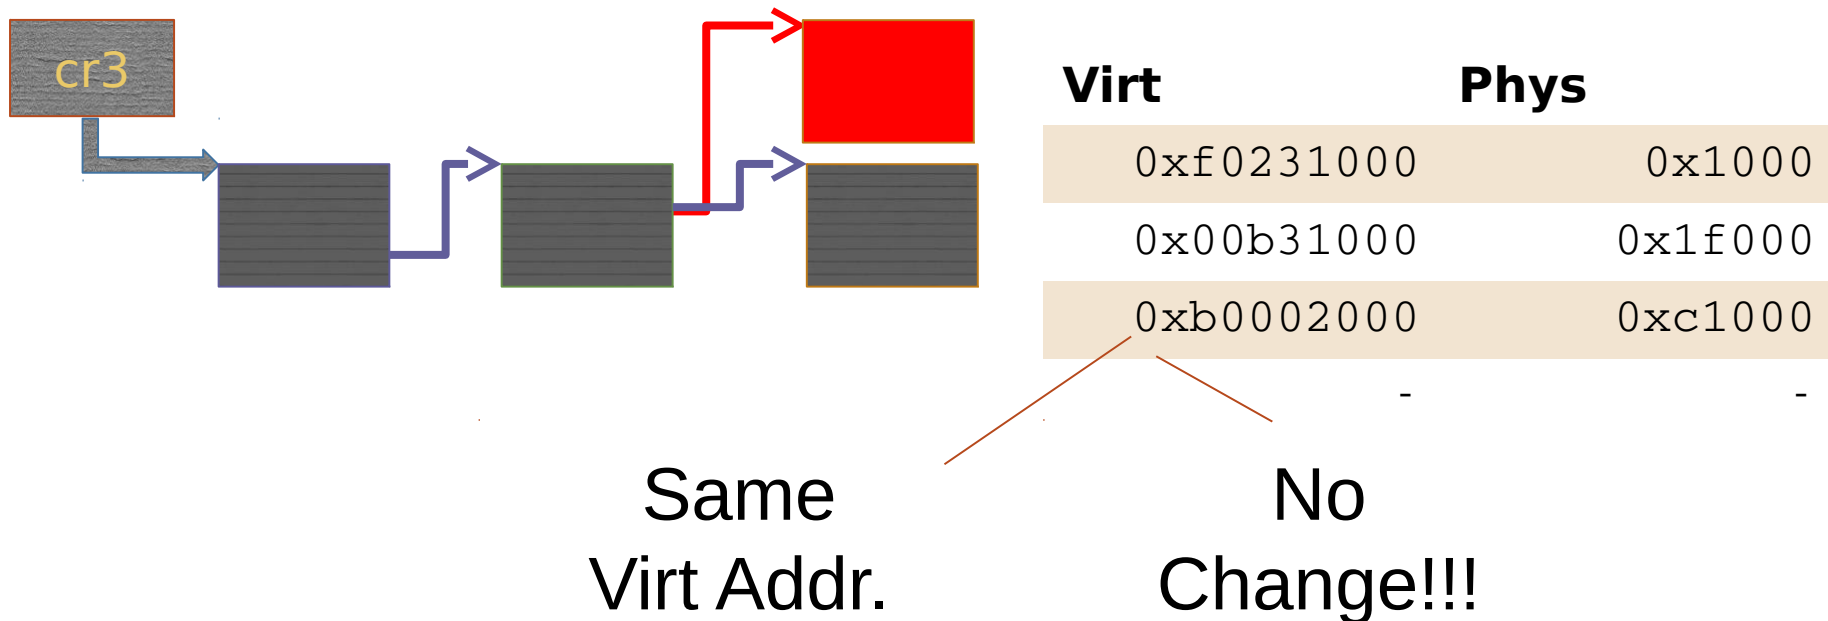 cr3
Virt Phys
0xf0231000 0x1000
0x00b31000 0x1f000
0xb0002000 0xc1000
- -
Same
Virt Addr.
No
Change!!!